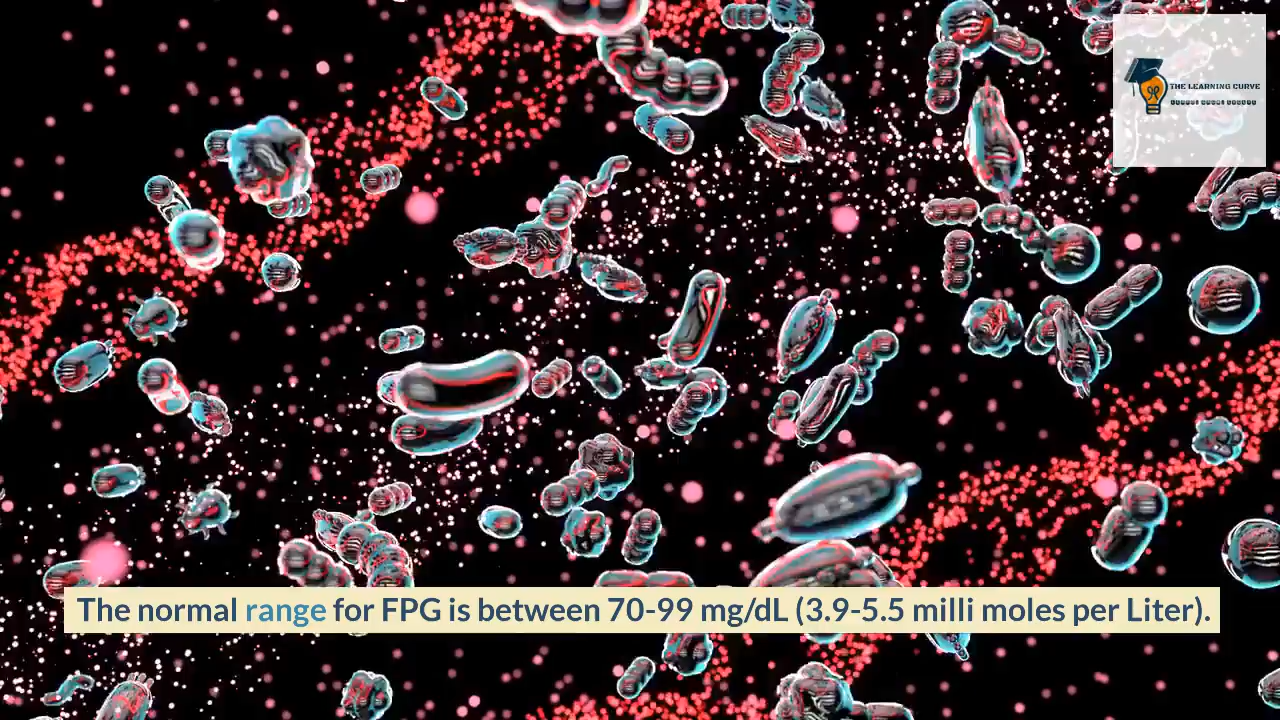 THE LEARNING CURVE
The normal range for FPG is between 70-99 mg/dL (3.9-5.5 milli moles per Liter).